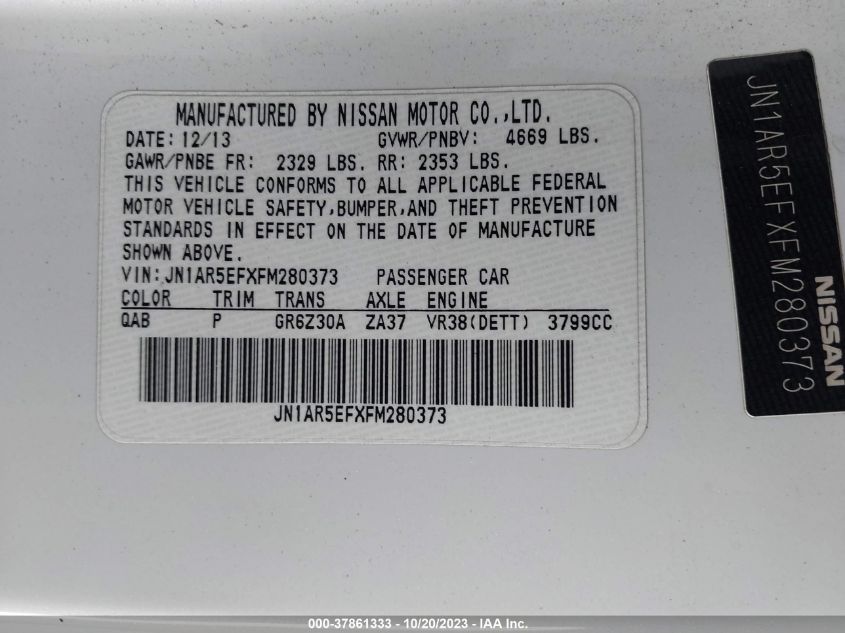 MANUFACTURED BY NISSAN MOTOR CO.,LTD.
DATE: 12/13 GVWR/PNBV: 4669 LBS.
GAWR/PNBE FR: 2329 LBS. RR: 2353 LBS.
THIS VEHICLE CONFORMS TO ALL APPLICABLE FEDERAL
MOTOR VEHICLE SAFETY,BUMPER,AND THEFT PREVENTION
STANDARDS IN EFFECT ON THE DATE OF MANUFACTURE
SHOWN ABOVE.
VIN:JN1AR5EFXFM280373 PASSENGER CAR
COLOR TRIM TRANS AXLE ENGINE
QAB P GR6Z30A ZA37 VR38(DETT) 3799CC
JN1AR5EFXFM280373
JN1AR5EFXFM280373
NISSAN
000-37861333 - 10/20/2023 - IAA Inc.